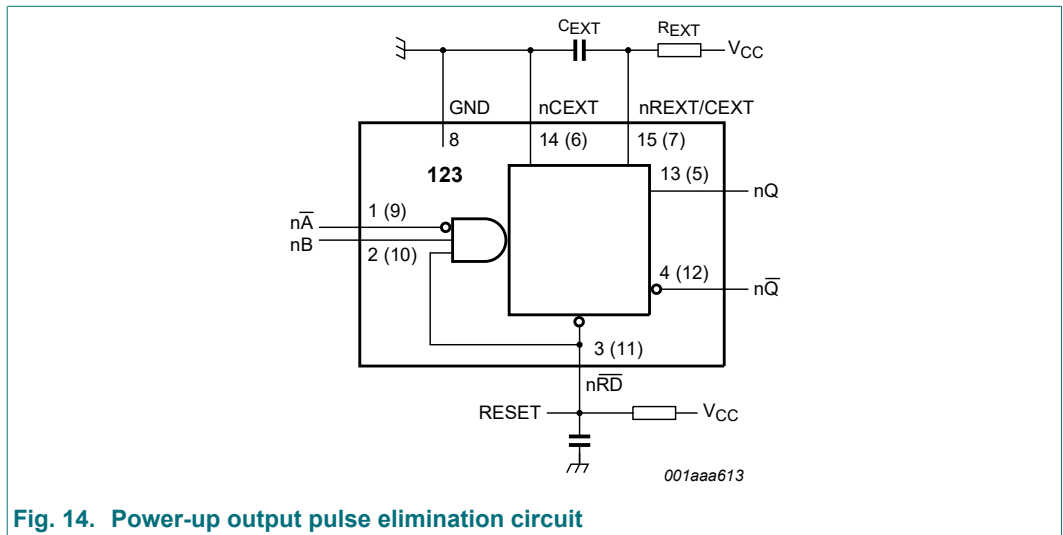 CEXT REXT
VCC
GND nCEXT nREXT/CEXT
8 14 (6) 15 (7)
123
13 (5)
nQ
1 (9)
nA̅
nB
2 (10)
4 (12)
nQ̅
3 (11)
nR̅D̅
RESET VCC
001aaa613
Fig. 14. Power-up output pulse elimination circuit